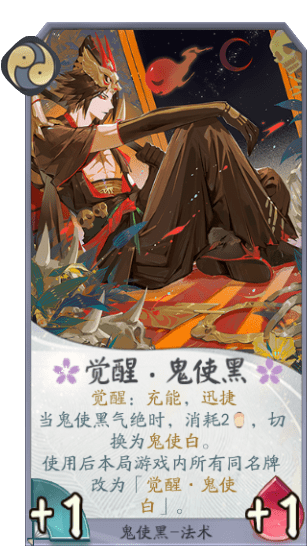 觉醒·鬼使黑
觉醒：充能，迅捷
当鬼使黑气绝时，消耗2，切
换为鬼使白。
使用后本局游戏内所有同名牌
改为「觉醒·鬼使
白」。
+1
鬼使黑-法术
+1